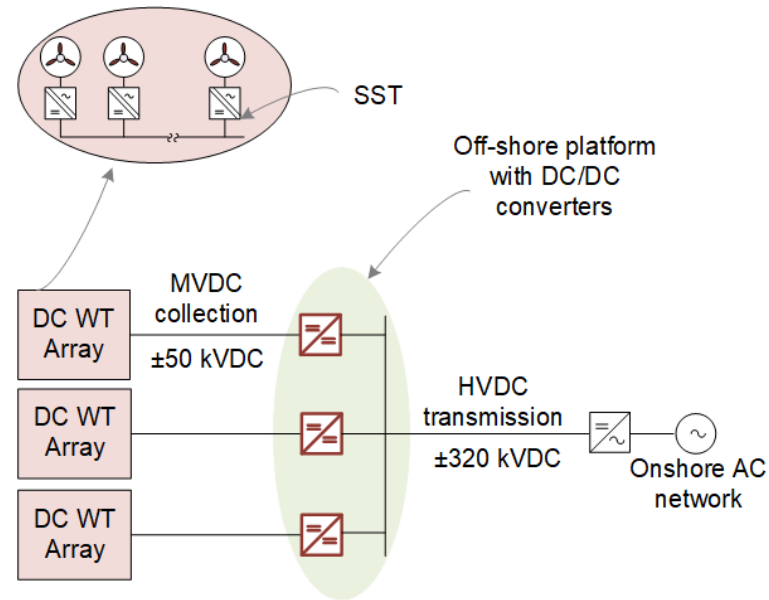 SST
Off-shore platform
with DC/DC
converters
DC WT
Array
MVDC
collection
±50 kVDC
DC WT
Array
HVDC
transmission
±320 kVDC
Onshore AC
network
DC WT
Array